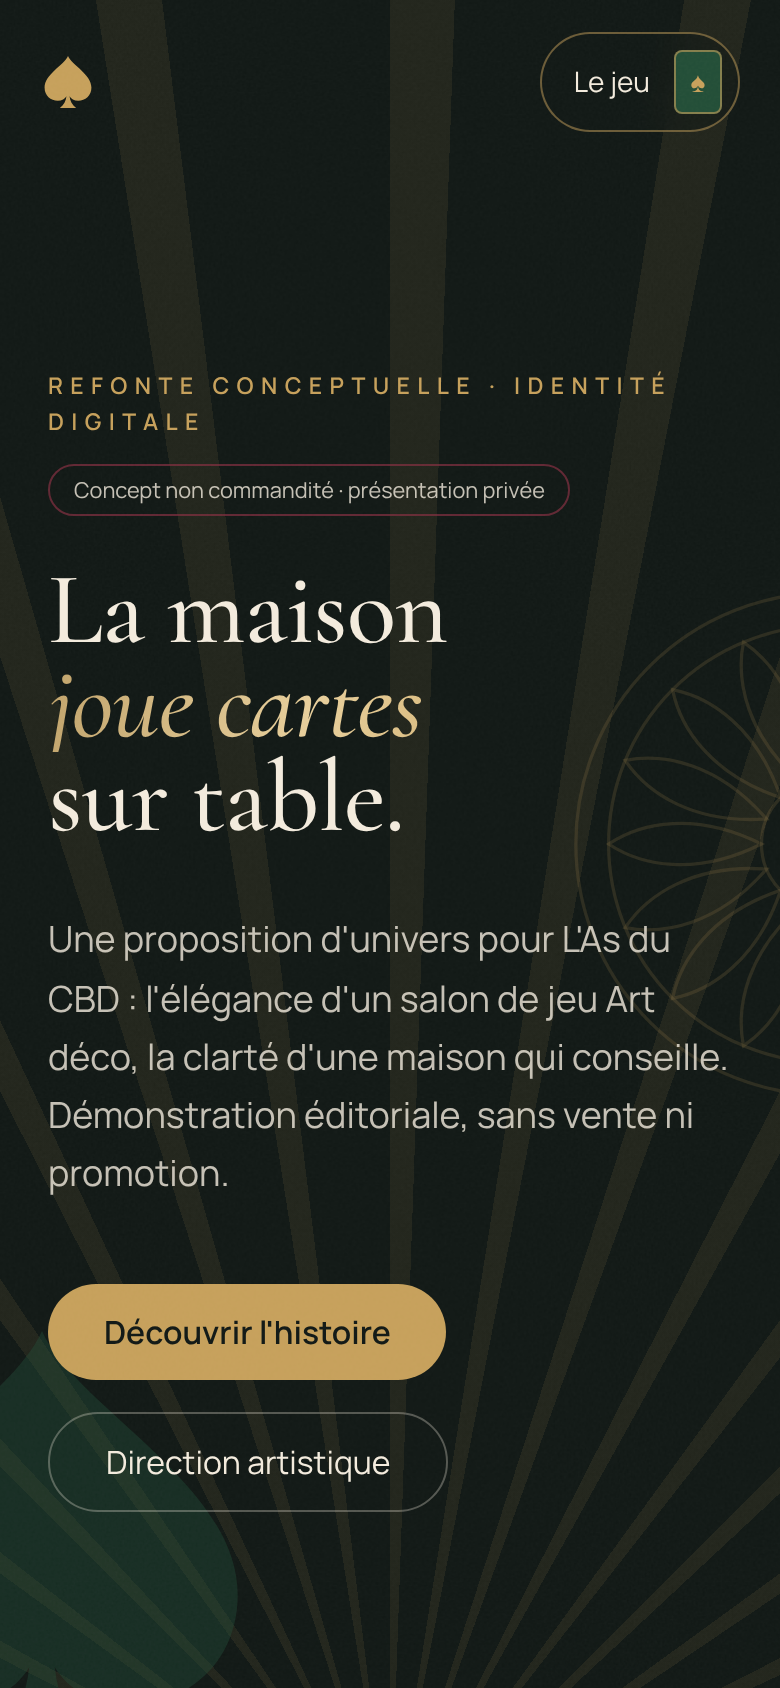 Le jeu
REFONTE CONCEPTUELLE · IDENTITÉ
DIGITALE
Concept non commandité · présentation privée
La maison
joue cartes
sur table.
Une proposition d'univers pour L'As du
CBD : l'élégance d'un salon de jeu Art
déco, la clarté d'une maison qui conseille.
Démonstration éditoriale, sans vente ni
promotion.
Découvrir l'histoire
Direction artistique